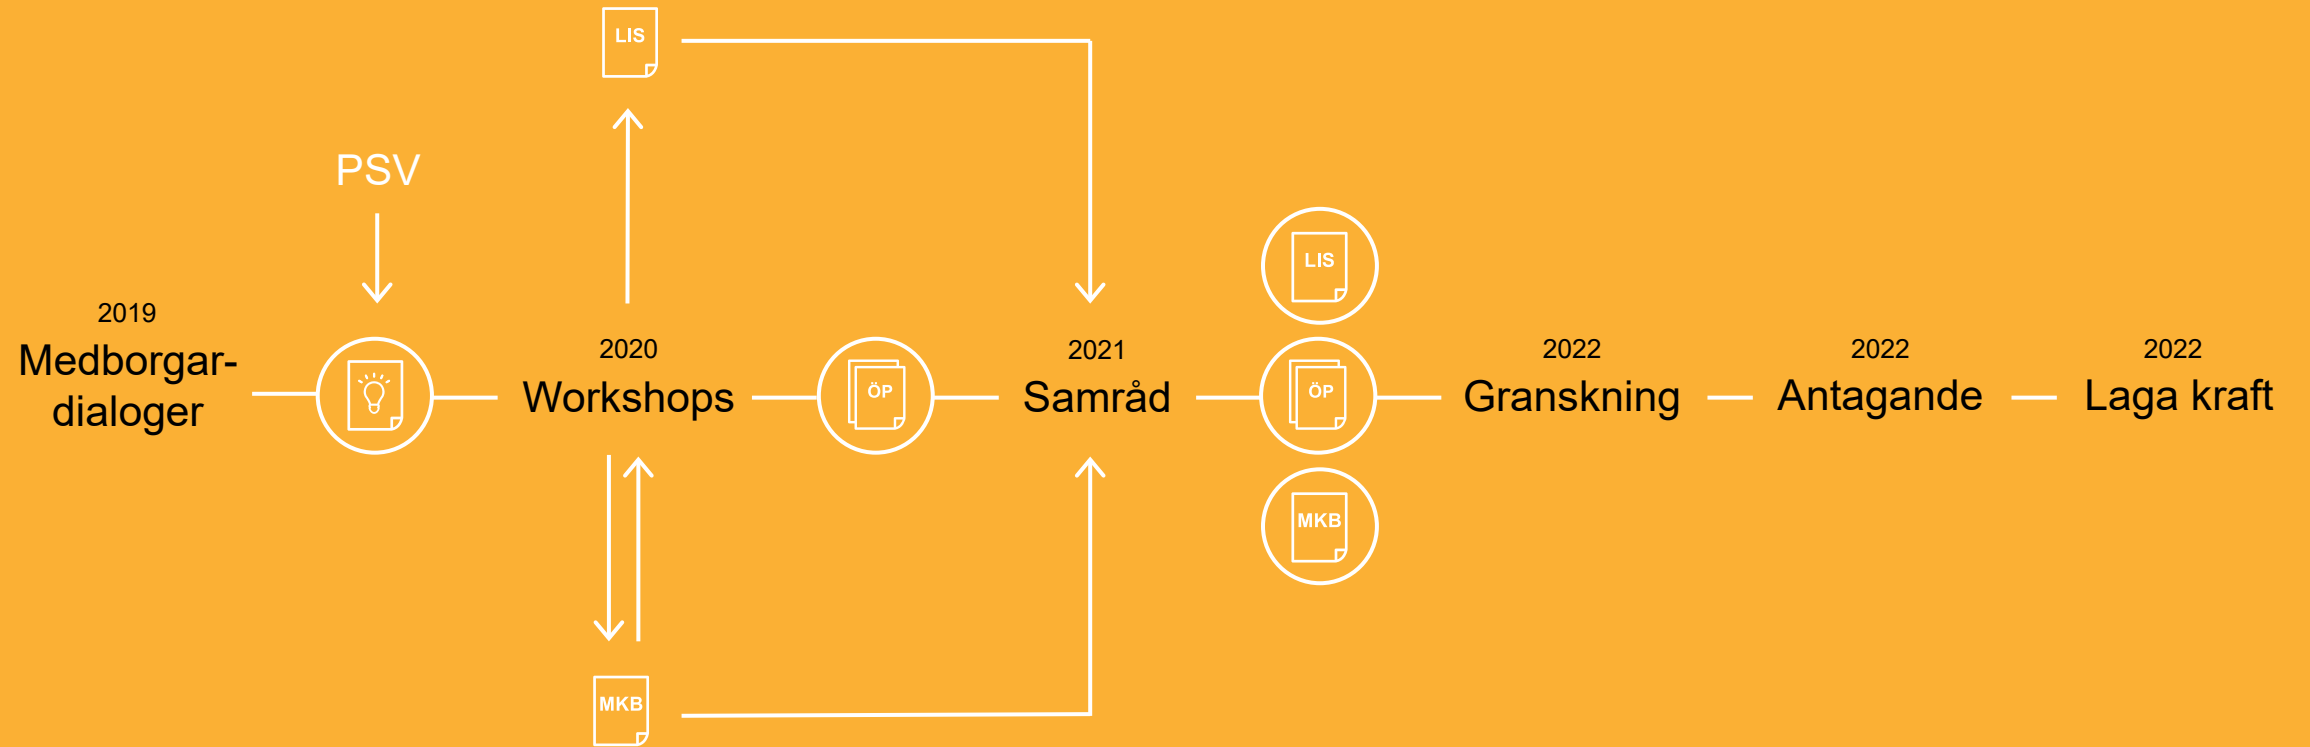 LIS
PSV
2019
Medborgar-
dialoger
2020
Workshops
MKB
ÖP
2021
Samråd
LIS
ÖP
MKB
2022
Granskning
2022
Antagande
2022
Laga kraft